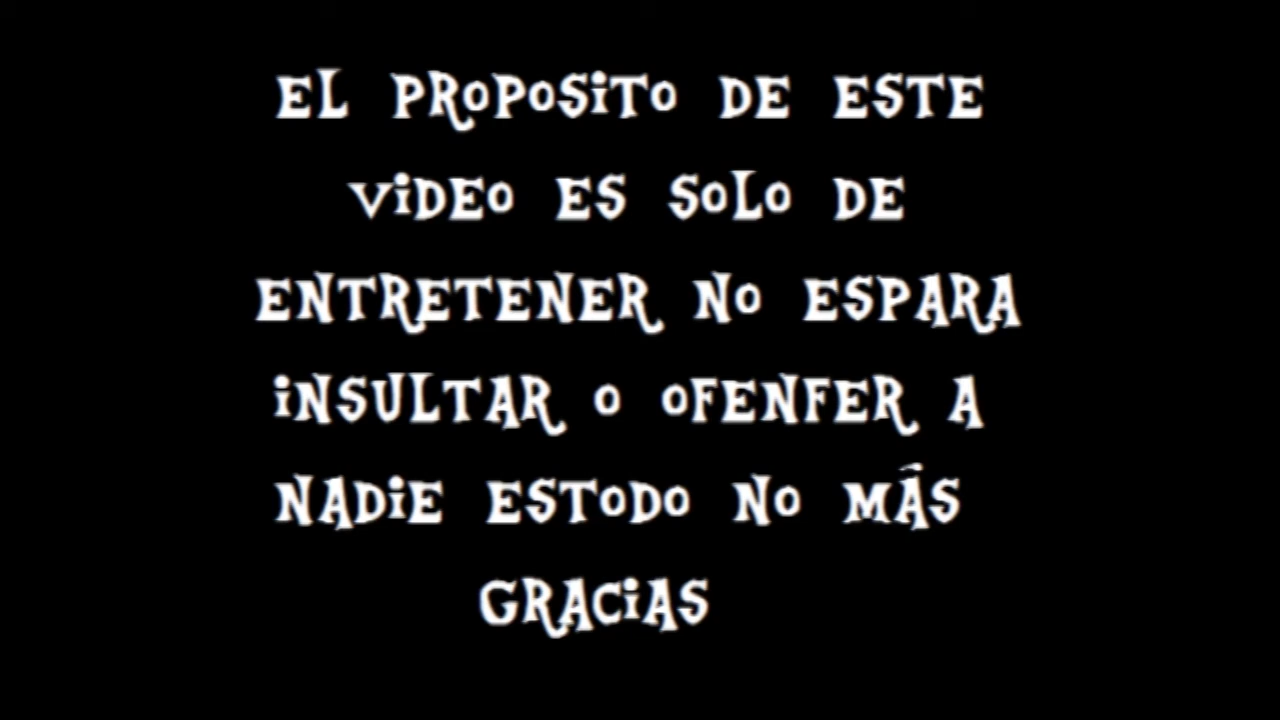 EL PROPOSITO DE ESTE
VIDEO ES SOLO DE
ENTRETENER NO ESPARA
INSULTAR O OFENFER A
NADIE ESTODO NO MÁS
GRACIAS